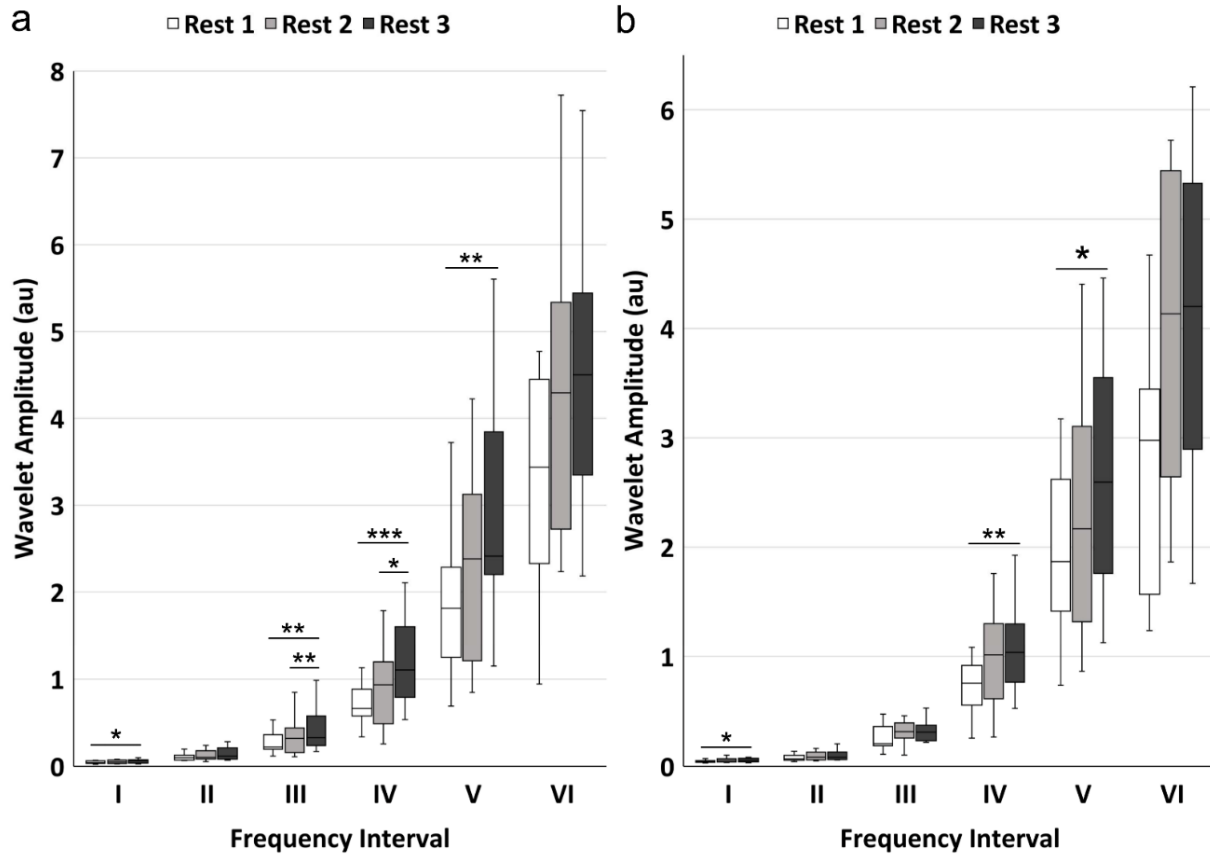 a
Rest 1 Rest 2 Rest 3
8
7
6
5
4
3
2
1
0
Wavelet Amplitude (au)
*
**
**
***
*
**
I II III IV V VI
Frequency Interval
b
Rest 1 Rest 2 Rest 3
6
5
4
3
2
1
0
Wavelet Amplitude (au)
*
**
*
I II III IV V VI
Frequency Interval